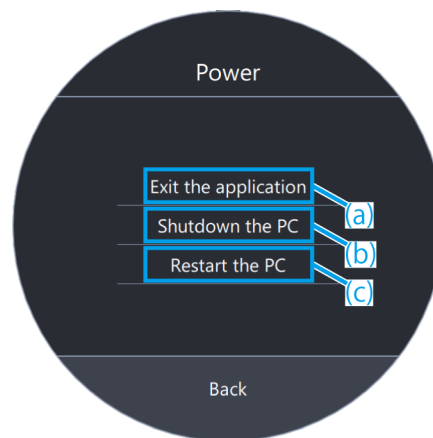 Power
Exit the application
(a)
Shutdown the PC
(b)
Restart the PC
(c)
Back